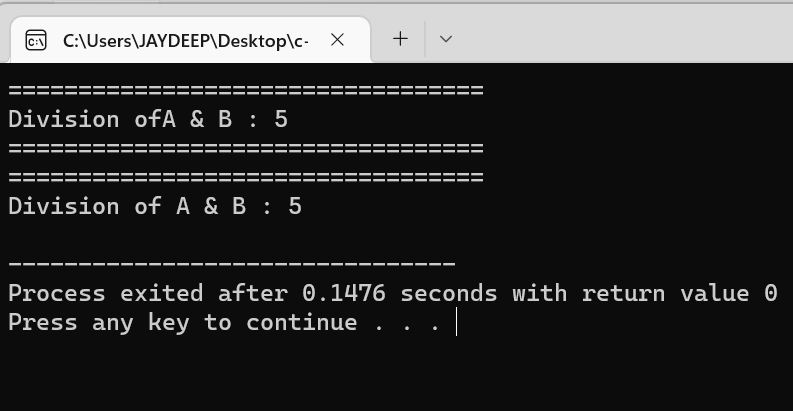 C:\Users\JAYDEEP\Desktop\c-
==================================
Division ofA & B : 5
==================================
==================================
Division of A & B : 5
--------------------------------
Process exited after 0.1476 seconds with return value 0
Press any key to continue . . .